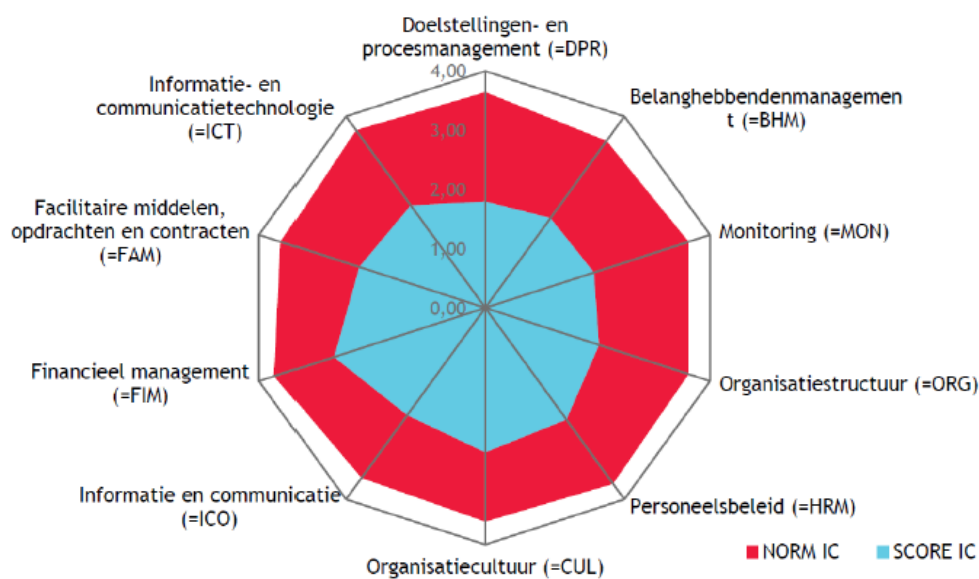 Doelstellingen- en
procesmanagement (=DPR)
Belanghebbendenmanagemen
t (=BHM)
Monitoring (=MON)
Organisatiestructuur (=ORG)
Personeelsbeleid (=HRM)
Organisatiecultuur (=CUL)
Informatie en communicatie
(=ICO)
Financieel management
(=FIM)
Facilitaire middelen,
opdrachten en contracten
(=FAM)
Informatie- en
communicatietechnologie
(=ICT)
4,00
3,00
2,00
1,00
0,00
NORM IC
SCORE IC